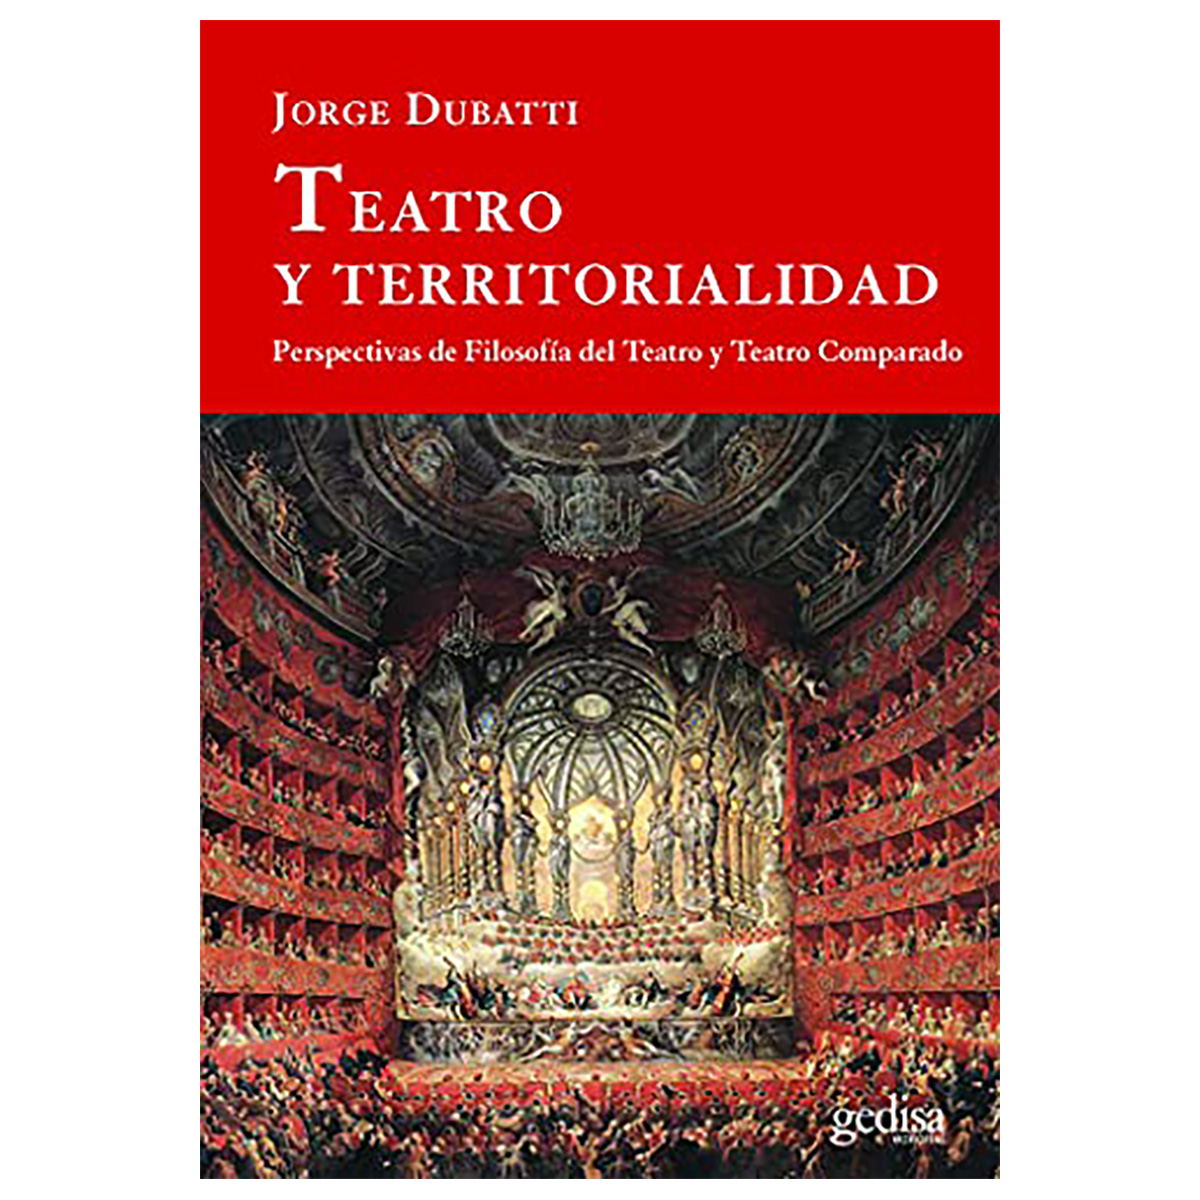 JORGE DUBATTI
TEATRO
Y TERRITORIALIDAD
Perspectivas de Filosofía del Teatro y Teatro Comparado
gedisa